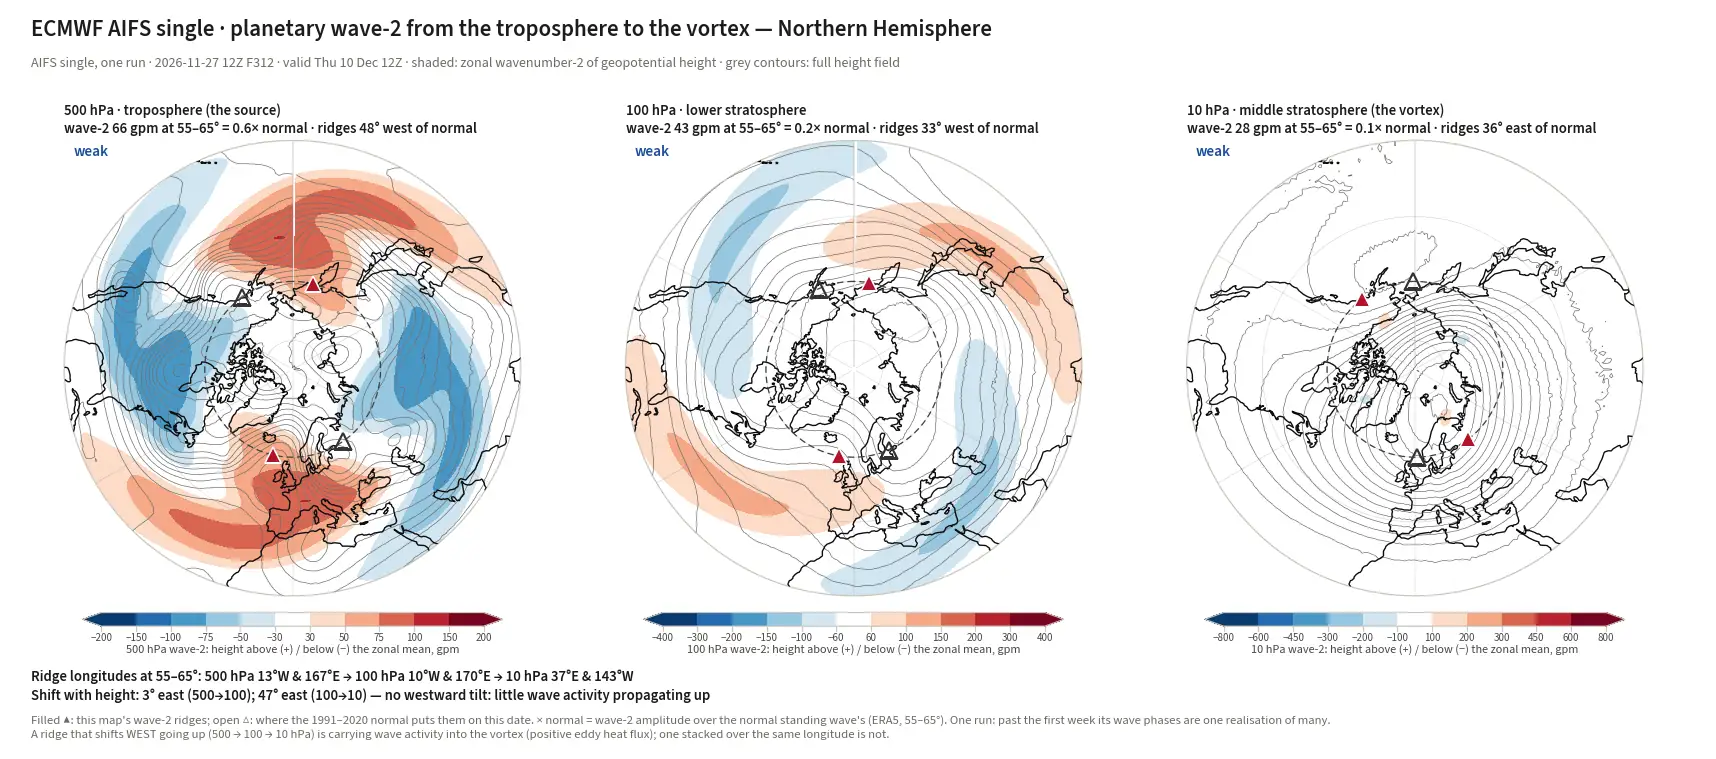 ECMWF AIFS single · planetary wave-2 from the troposphere to the vortex — Northern Hemisphere
AIFS single, one run · 2026-11-27 12Z F312 · valid Thu 10 Dec 12Z · shaded: zonal wavenumber-2 of geopotential height · grey contours: full height field
500 hPa · troposphere (the source)
wave-2 66 gpm at 55–65° = 0.6× normal · ridges 48° west of normal
weak
100 hPa · lower stratosphere
wave-2 43 gpm at 55–65° = 0.2× normal · ridges 33° west of normal
weak
10 hPa · middle stratosphere (the vortex)
wave-2 28 gpm at 55–65° = 0.1× normal · ridges 36° east of normal
weak
−200 −150 −100 −75 −50 −30 30 50 75 100 150 200
500 hPa wave-2: height above (+) / below (−) the zonal mean, gpm
−400 −300 −200 −150 −100 −60 60 100 150 200 300 400
100 hPa wave-2: height above (+) / below (−) the zonal mean, gpm
−800 −600 −450 −300 −200 −100 100 200 300 450 600 800
10 hPa wave-2: height above (+) / below (−) the zonal mean, gpm
Ridge longitudes at 55–65°: 500 hPa 13°W & 167°E → 100 hPa 10°W & 170°E → 10 hPa 37°E & 143°W
Shift with height: 3° east (500→100); 47° east (100→10) — no westward tilt: little wave activity propagating up
Filled ▲: this map's wave-2 ridges; open △: where the 1991–2020 normal puts them on this date. × normal = wave-2 amplitude over the normal standing wave's (ERA5, 55–65°). One run: past the first week its wave phases are one realisation of many.
A ridge that shifts WEST going up (500 → 100 → 10 hPa) is carrying wave activity into the vortex (positive eddy heat flux); one stacked over the same longitude is not.